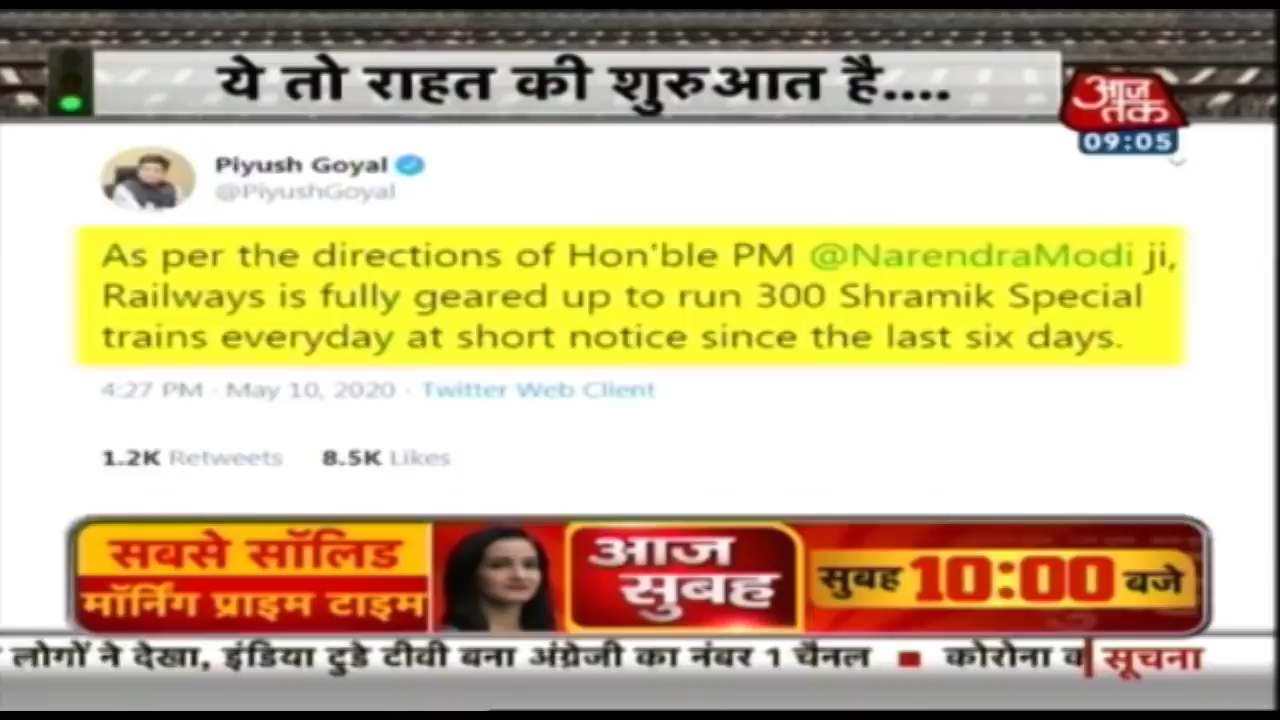 ये तो राहत की शुरुआत है....
आज
तक
09:05
Piyush Goyal
@PiyushGoyal
As per the directions of Hon'ble PM @NarendraModi ji,
Railways is fully geared up to run 300 Shramik Special
trains everyday at short notice since the last six days.
4:27 PM · May 10, 2020 · Twitter Web Client
1.2K Retweets 8.5K Likes
सबसे सॉलिड
मॉर्निंग प्राइम टाइम
आज
सुबह
सुबह 10:00 बजे
लोगों ने देखा, इंडिया टुडे टीवी बना अंग्रेजी का नंबर 1 चैनल ■ कोरोना
सूचना